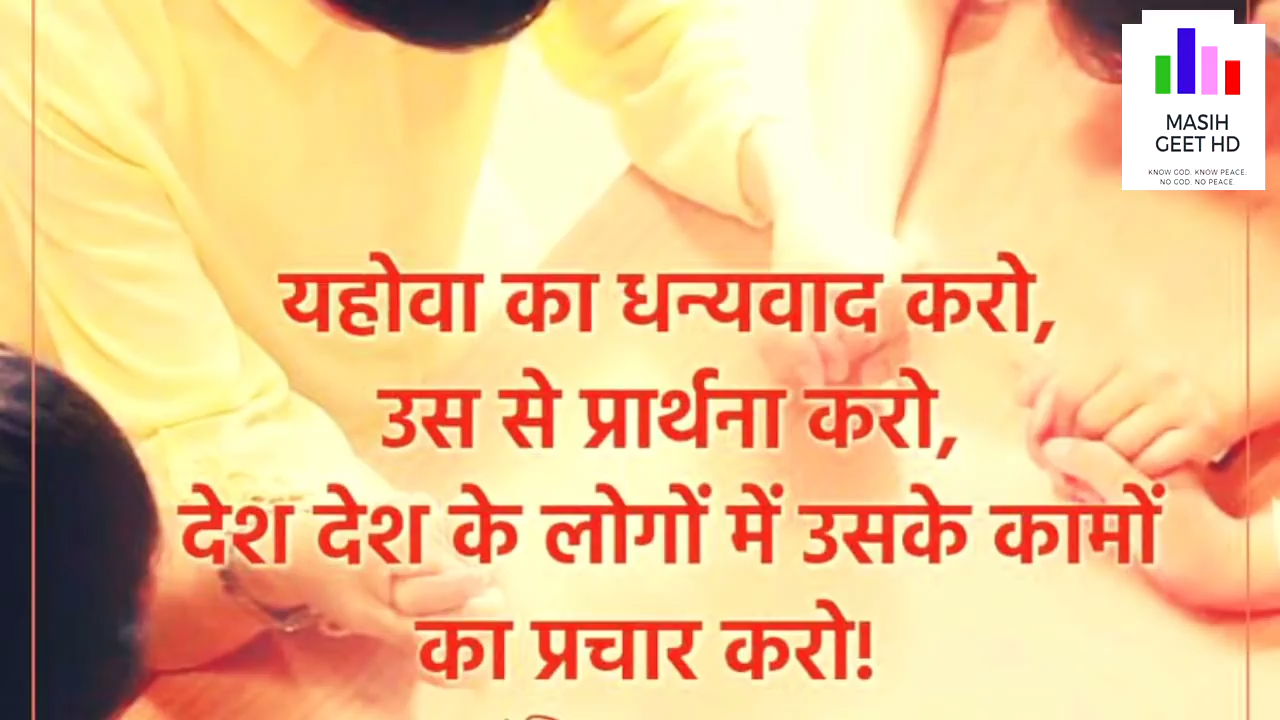 MASIH
GEET HD
KNOW GOD. KNOW PEACE.
NO GOD. NO PEACE.
यहोवा का धन्यवाद करो,
उस से प्रार्थना करो,
देश देश के लोगों में उसके कामों
का प्रचार करो!